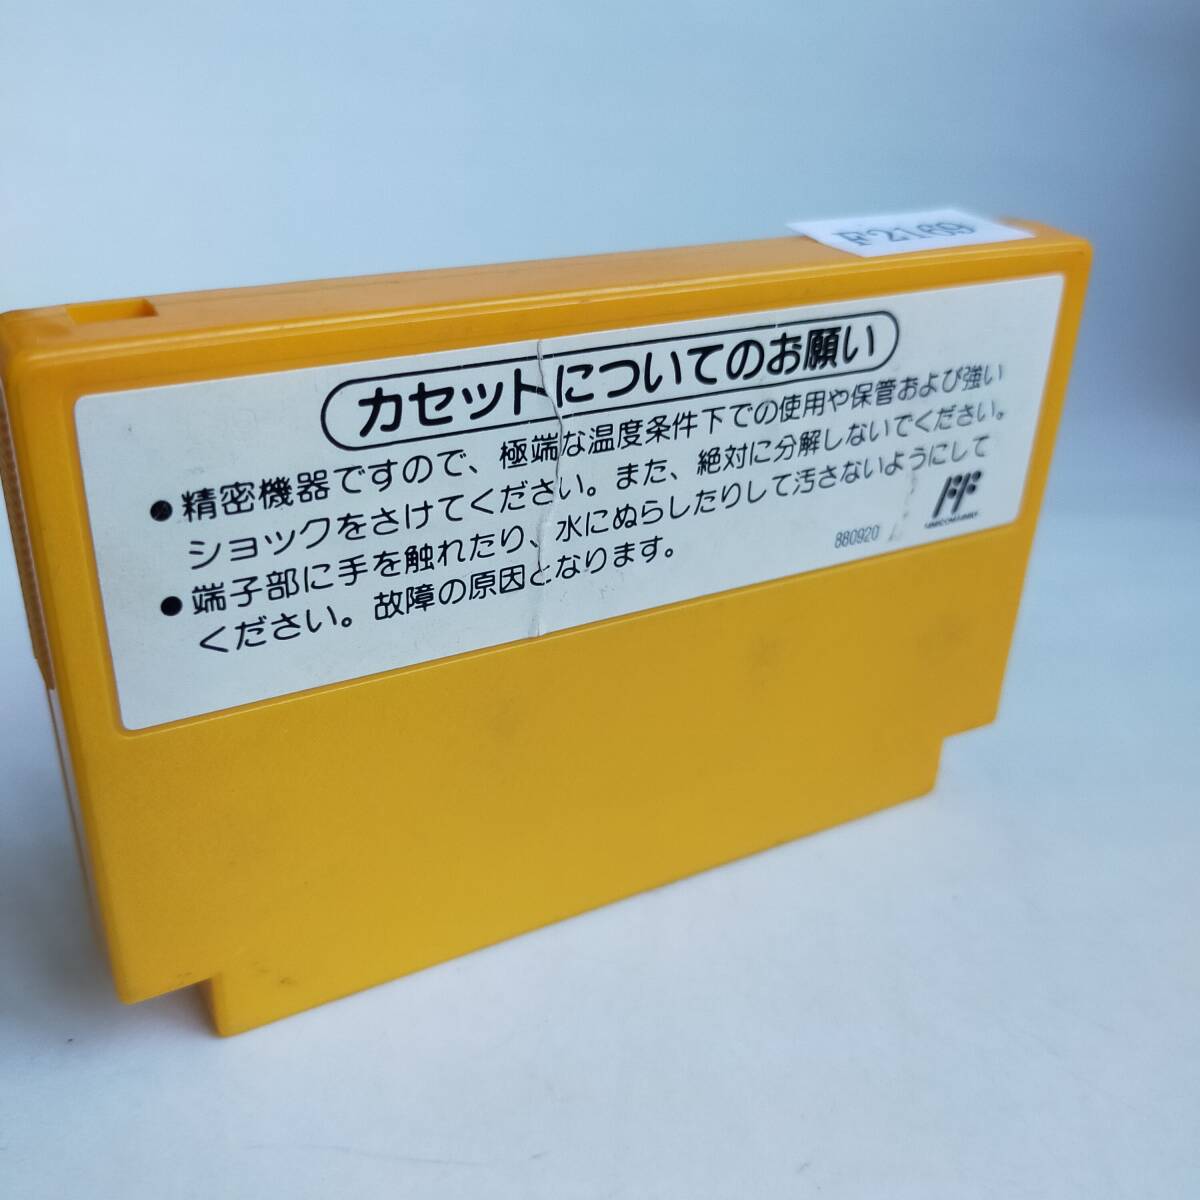 F2169
カセットについてのお願い
● 精密機器ですので、極端な温度条件下での使用や保管および強い
ショックをさけてください。また、絶対に分解しないでください。
● 端子部に手を触れたり、水にぬらしたりして汚さないようにして
ください。故障の原因となります。
880920
FF